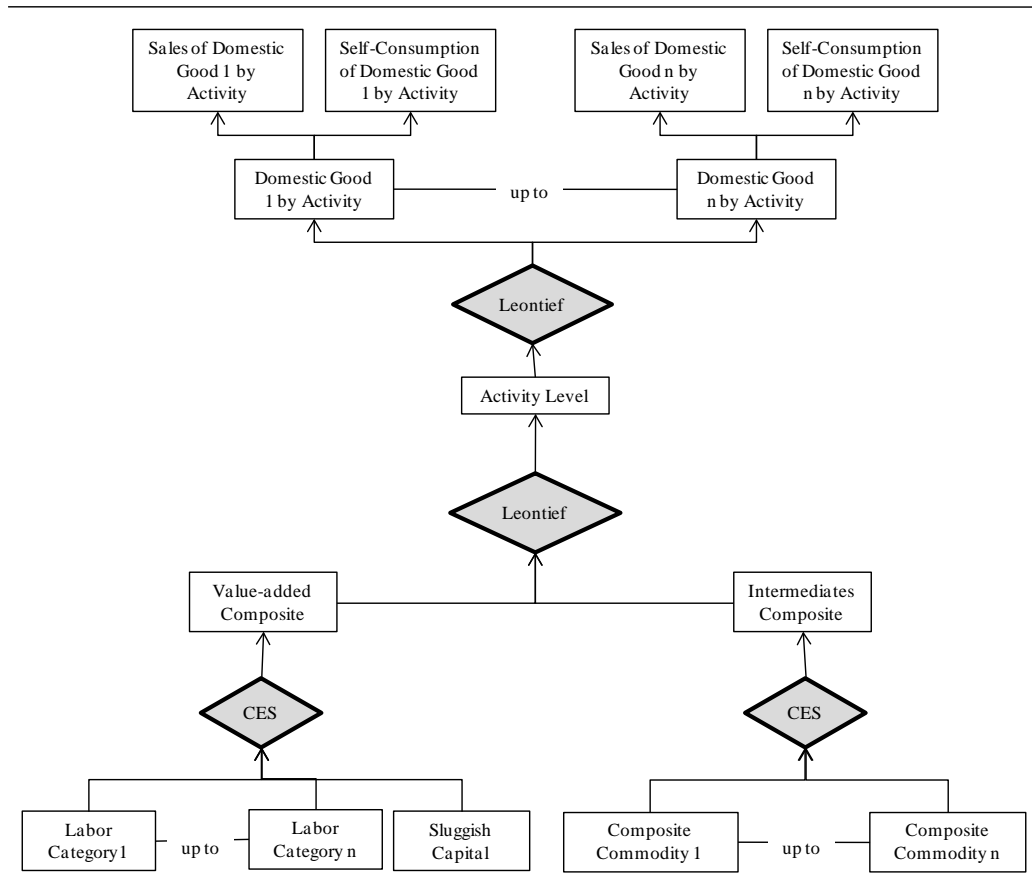 Sales of Domestic
Good 1 by
Activity
Self-Consumption
of Domestic Good
1 by Activity
Sales of Domestic
Good n by
Activity
Self-Consumption
of Domestic Good
n by Activity
Domestic Good
1 by Activity
up to
Domestic Good
n by Activity
Leontief
Activity Level
Leontief
Value-added
Composite
Intermediates
Composite
CES
CES
Labor
Category 1
up to
Labor
Category n
Sluggish
Capital
Composite
Commodity 1
up to
Composite
Commodity n